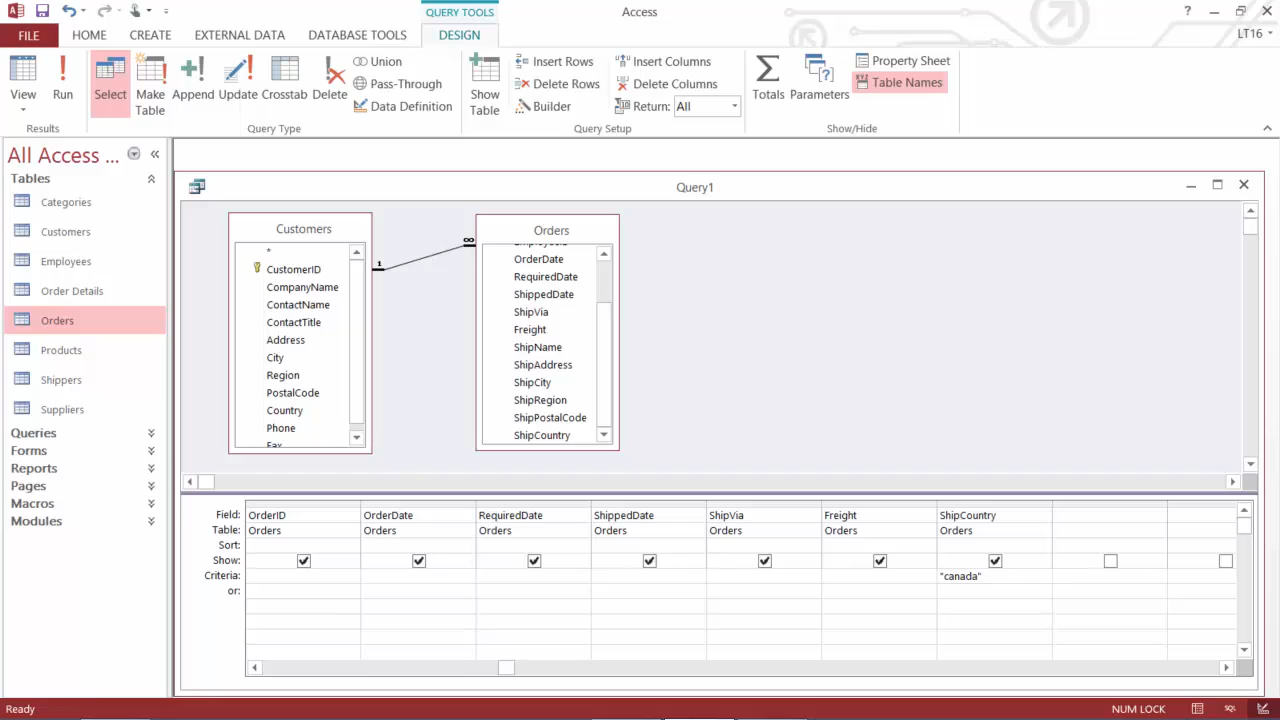 QUERY TOOLS
Access
?
FILE HOME CREATE EXTERNAL DATA DATABASE TOOLS DESIGN LT16
View
Run
Select
Make Table
Append
Update
Crosstab
Delete
Union
Pass-Through
Data Definition
Show Table
Insert Rows
Delete Rows
Builder
Insert Columns
Delete Columns
Return: All
Totals
Parameters
Property Sheet
Table Names
Results Query Type Query Setup Show/Hide
All Access ...
Tables
Categories
Customers
Employees
Order Details
Orders
Products
Shippers
Suppliers
Queries
Forms
Reports
Pages
Macros
Modules
Query1
Customers
*
CustomerID
CompanyName
ContactName
ContactTitle
Address
City
Region
PostalCode
Country
Phone
Fax
1
∞
Orders
EmployeeID
OrderDate
RequiredDate
ShippedDate
ShipVia
Freight
ShipName
ShipAddress
ShipCity
ShipRegion
ShipPostalCode
ShipCountry
Field: OrderID OrderDate RequiredDate ShippedDate ShipVia Freight ShipCountry
Table: Orders Orders Orders Orders Orders Orders Orders
Sort:
Show:
Criteria: "canada"
or:
Ready NUM LOCK SQL